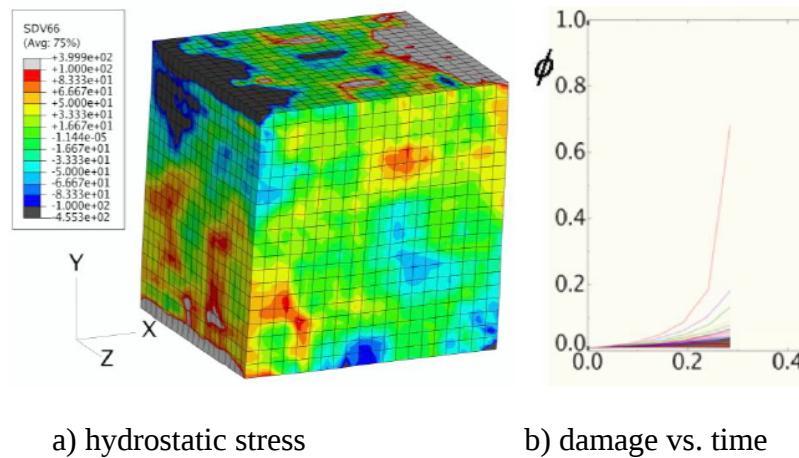 SDV66
(Avg: 75%)
+3.999e+02
+1.000e+02
+8.333e+01
+6.667e+01
+5.000e+01
+3.333e+01
+1.667e+01
-1.144e-05
-1.667e+01
-3.333e+01
-5.000e+01
-6.667e+01
-8.333e+01
-1.000e+02
-4.553e+02
Y
X
Z
1.0
ϕ
0.8
0.6
0.4
0.2
0.0
0.0 0.2 0.4
a) hydrostatic stress b) damage vs. time